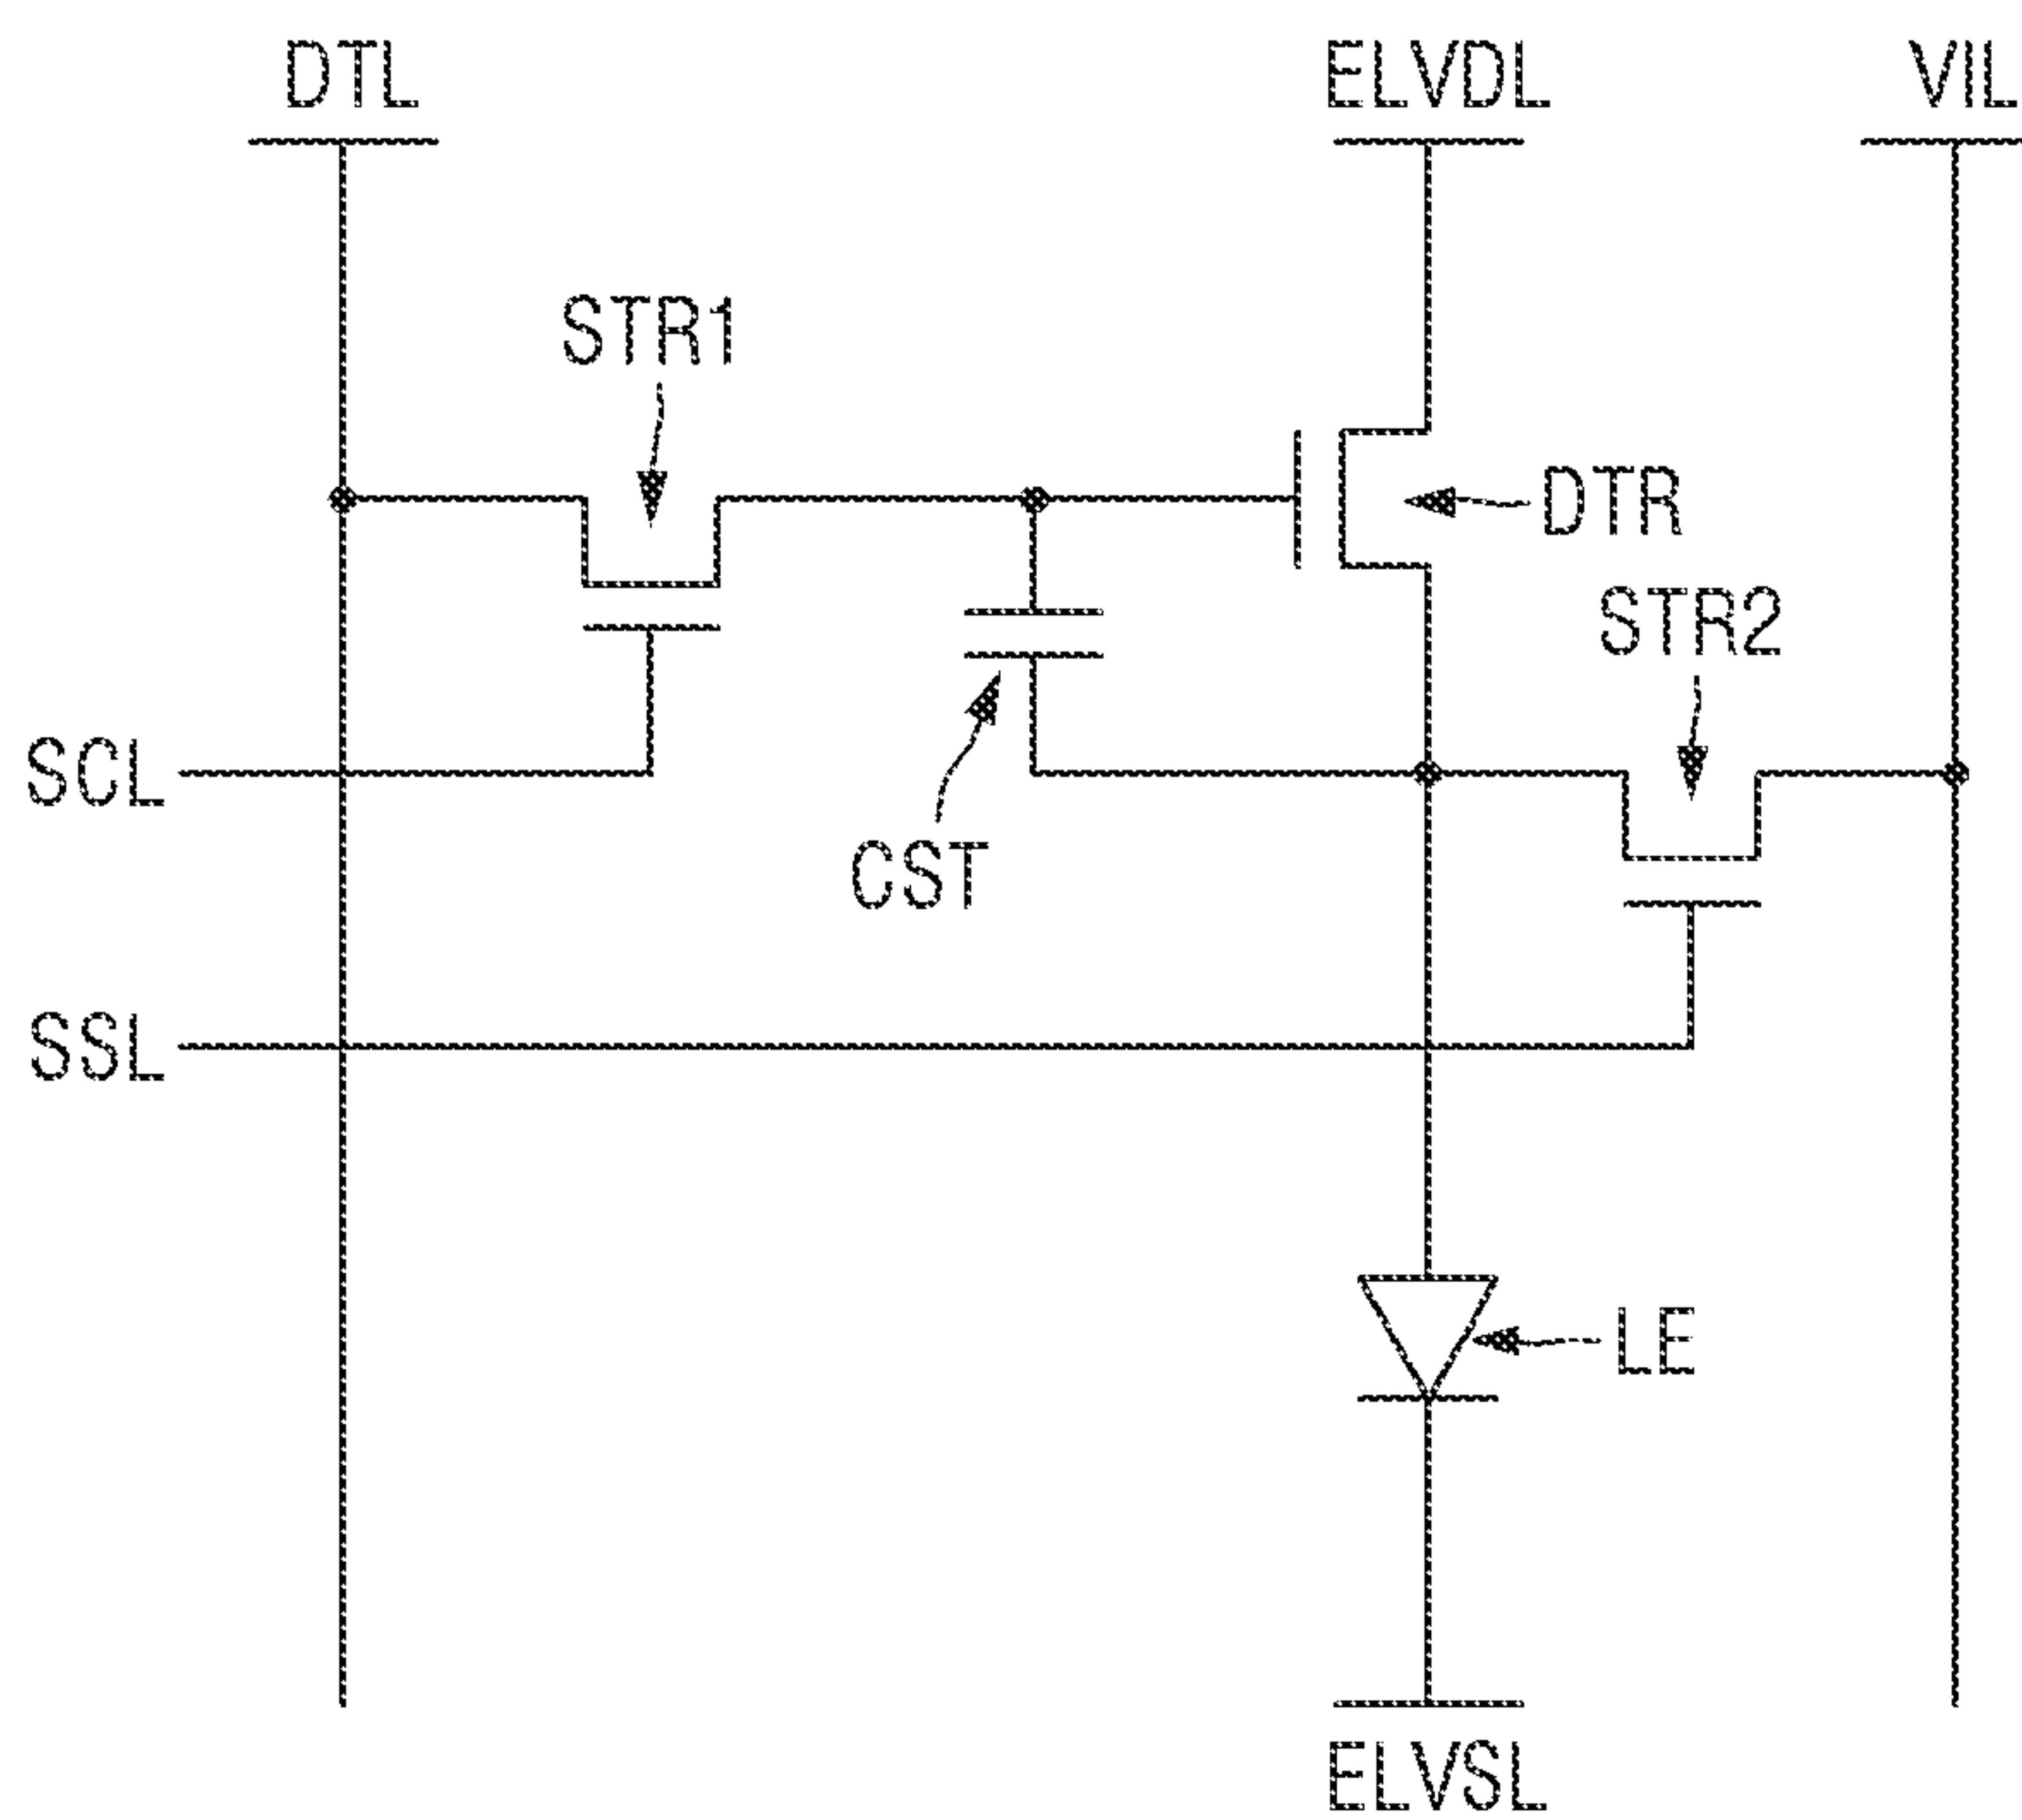 DTL
ELVDL
VIL
STR1
DTR
STR2
SCL
CST
SSL
LE
ELVSL